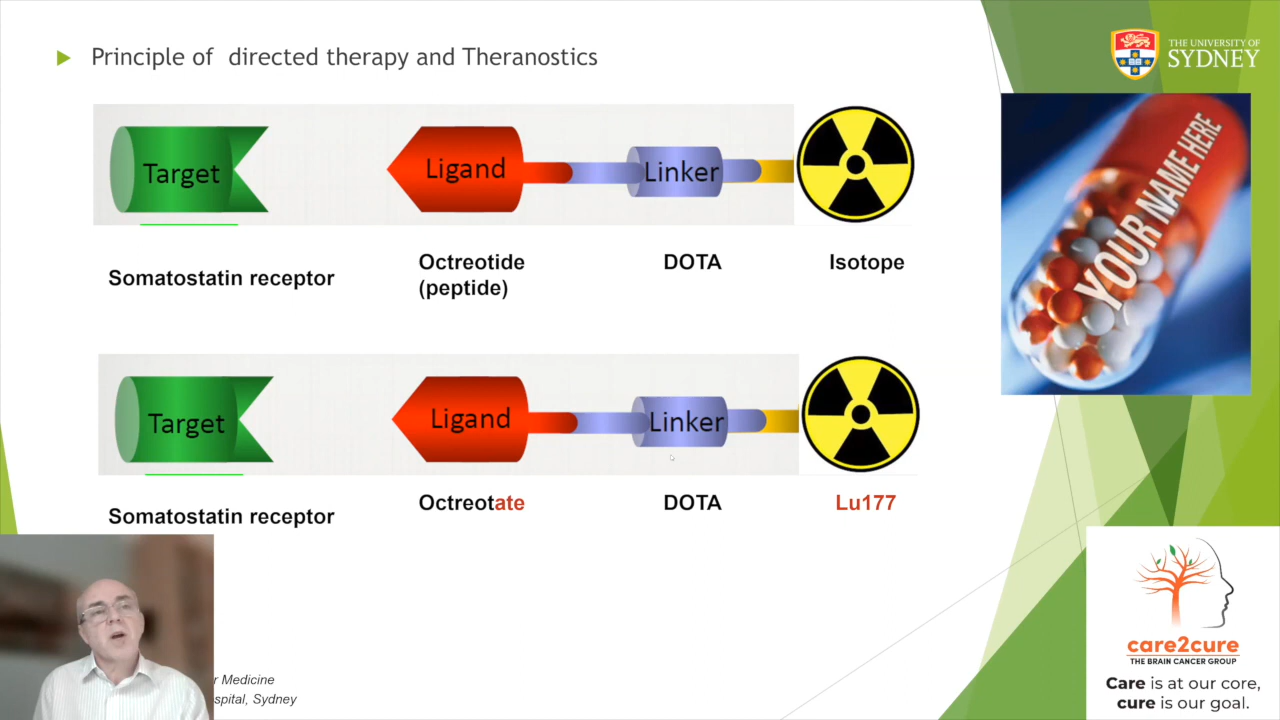 Principle of  directed therapy and Theranostics
THE UNIVERSITY OF
SYDNEY
YOUR NAME HERE
Target
Ligand
Linker
Somatostatin receptor
Octreotide
(peptide)
DOTA
Isotope
Target
Ligand
Linker
Somatostatin receptor
Octreotate
DOTA
Lu177
r Medicine
spital, Sydney
care2cure
THE BRAIN CANCER GROUP
Care is at our core,
cure is our goal.